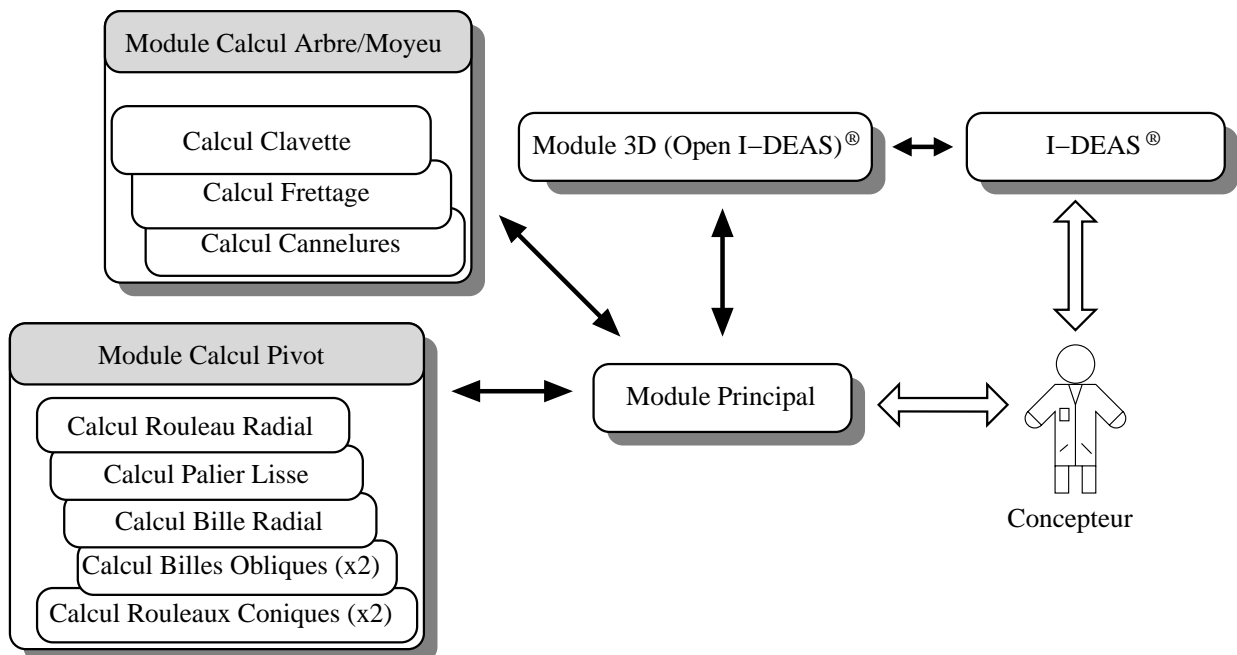 Module Calcul Arbre/Moyeu
Calcul Clavette
Calcul Frettage
Calcul Cannelures
Module 3D (Open I−DEAS)®
I−DEAS®
Module Calcul Pivot
Calcul Rouleau Radial
Calcul Palier Lisse
Calcul Bille Radial
Calcul Billes Obliques (x2)
Calcul Rouleaux Coniques (x2)
Module Principal
Concepteur